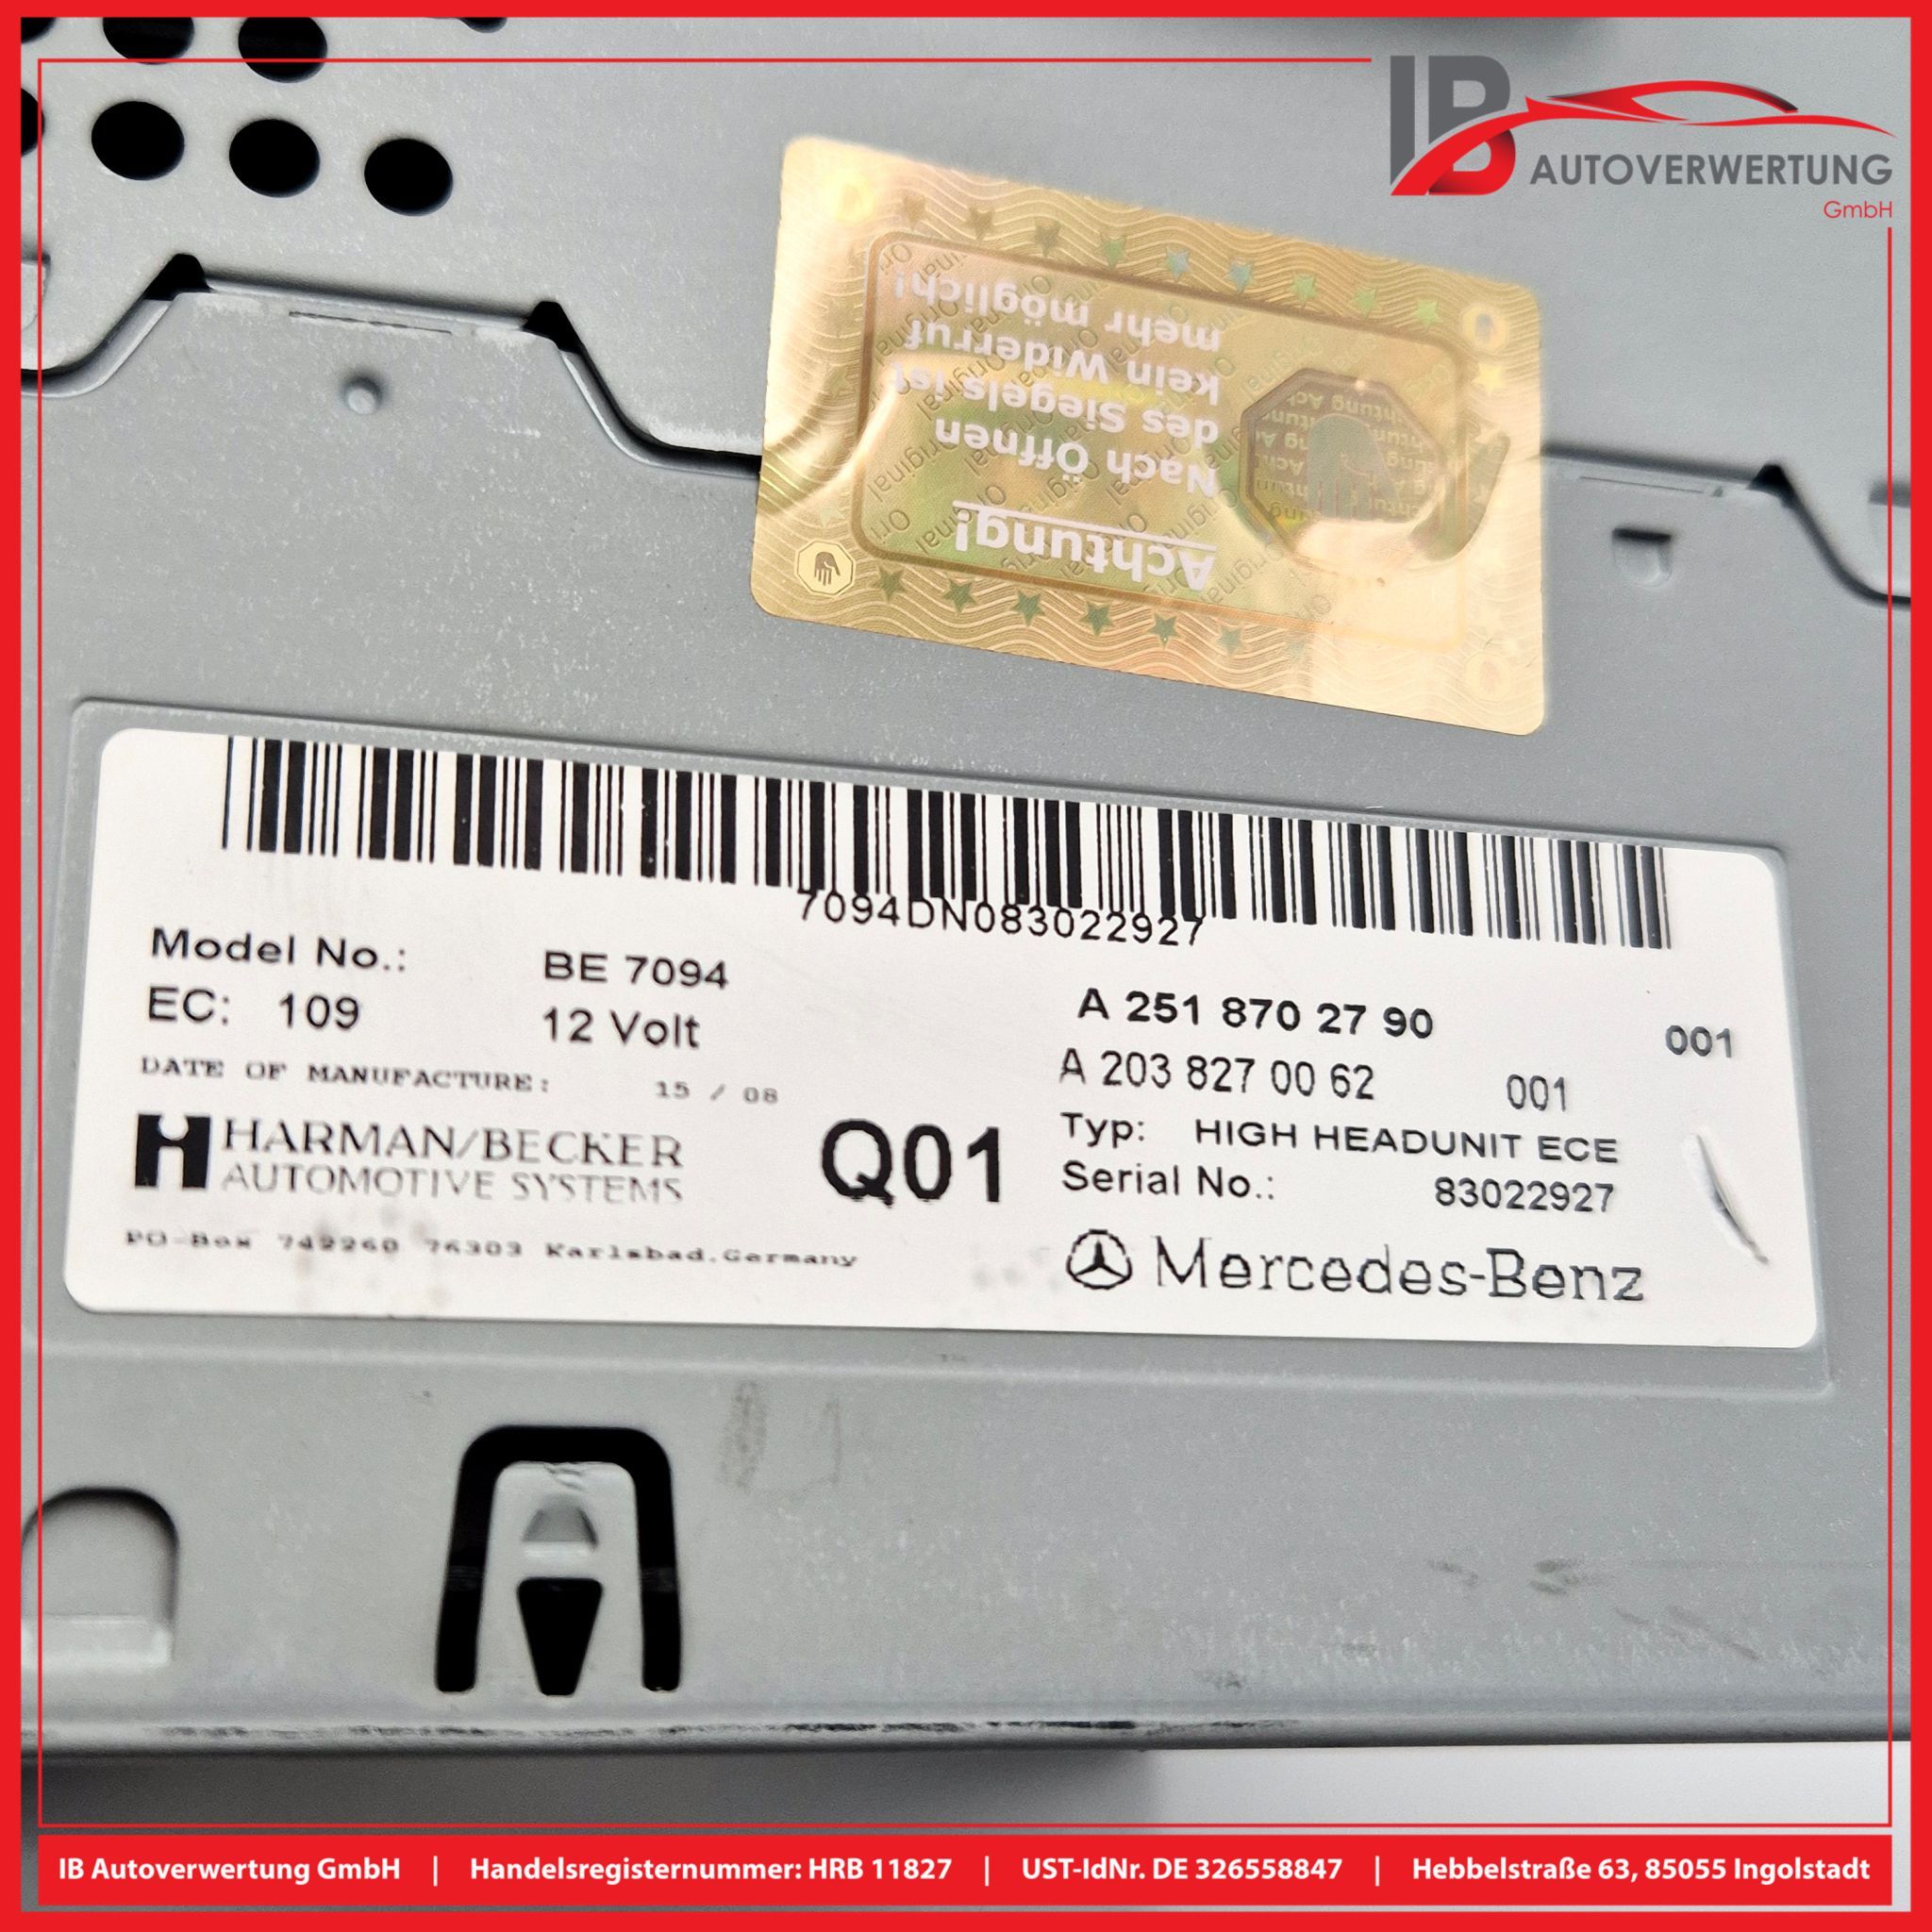 IB AUTOVERWERTUNG
GmbH
Achtung!
Nach Öffnen
des Siegels ist
kein Widerruf
mehr möglich!
7094DN083022927
Model No.: BE 7094
EC: 109 12 Volt
A 251 870 27 90 001
A 203 827 00 62 001
DATE OF MANUFACTURE: 15 / 08
HARMAN/BECKER
AUTOMOTIVE SYSTEMS
Q01
Typ: HIGH HEADUNIT ECE
Serial No.: 83022927
PO-Box 742260 76303 Karlsbad.Germany
Mercedes-Benz
IB Autoverwertung GmbH | Handelsregisternummer: HRB 11827 | UST-IdNr. DE 326558847 | Hebbelstraße 63, 85055 Ingolstadt